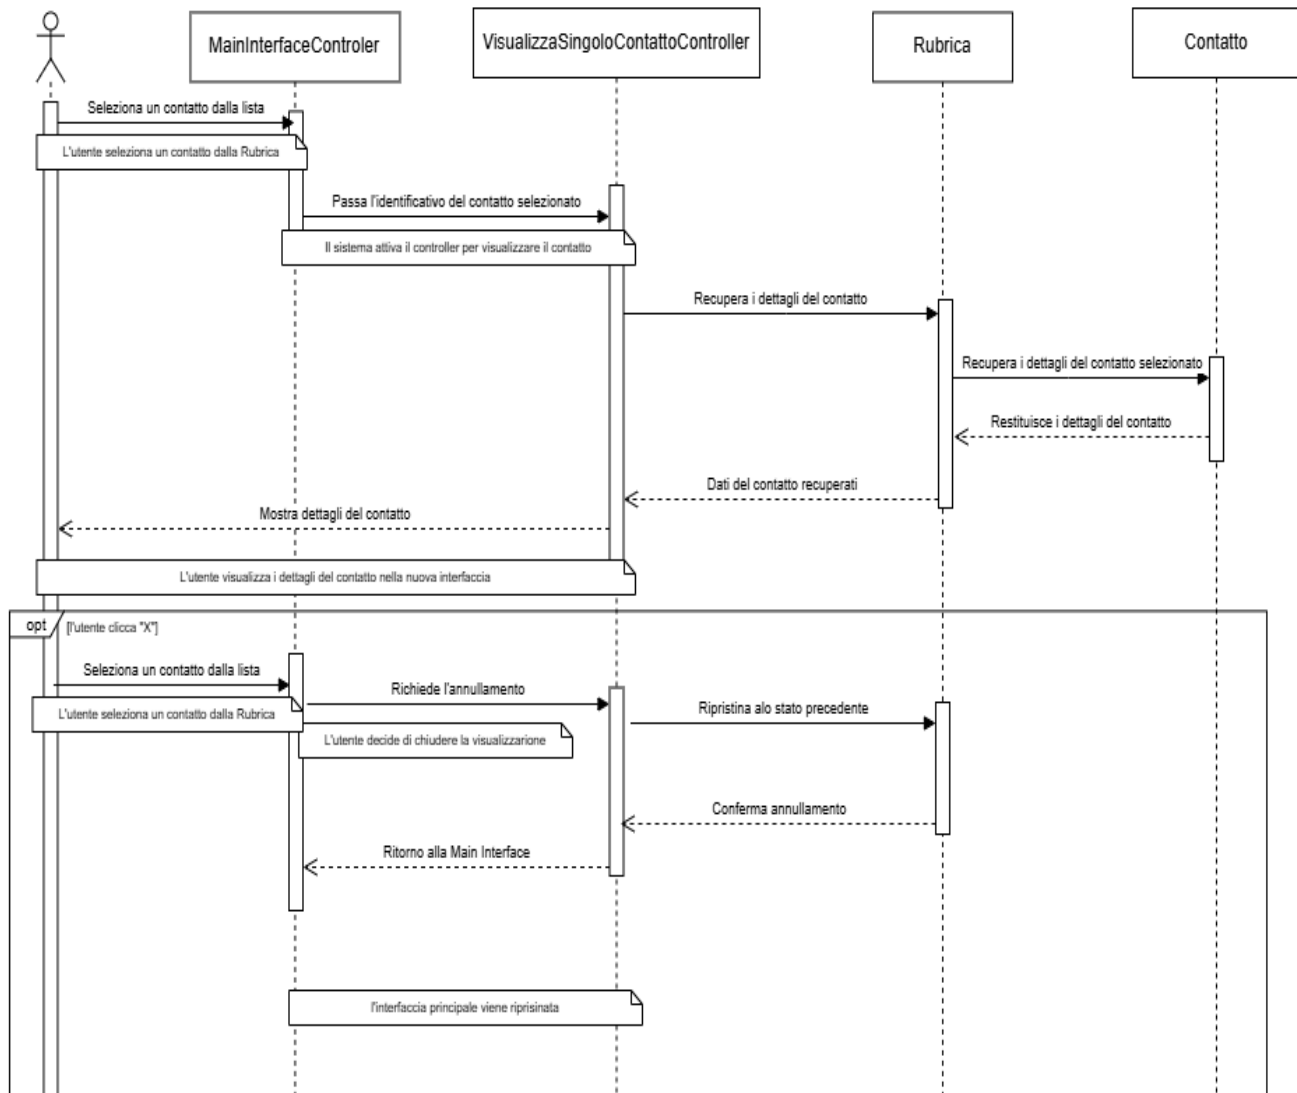 MainInterfaceControler
VisualizzaSingoloContattoController
Rubrica
Contatto
Seleziona un contatto dalla lista
L'utente seleziona un contatto dalla Rubrica
Passa l'identificativo del contatto selezionato
Il sistema attiva il controller per visualizzare il contatto
Recupera i dettagli del contatto
Recupera i dettagli del contatto selezionato
Restituisce i dettagli del contatto
Dati del contatto recuperati
Mostra dettagli del contatto
L'utente visualizza i dettagli del contatto nella nuova interfaccia
opt
[l'utente clicca "X"]
Seleziona un contatto dalla lista
L'utente seleziona un contatto dalla Rubrica
Richiede l'annullamento
L'utente decide di chiudere la visualizzarione
Ripristina alo stato precedente
Conferma annullamento
Ritorno alla Main Interface
l'interfaccia principale viene riprisinata